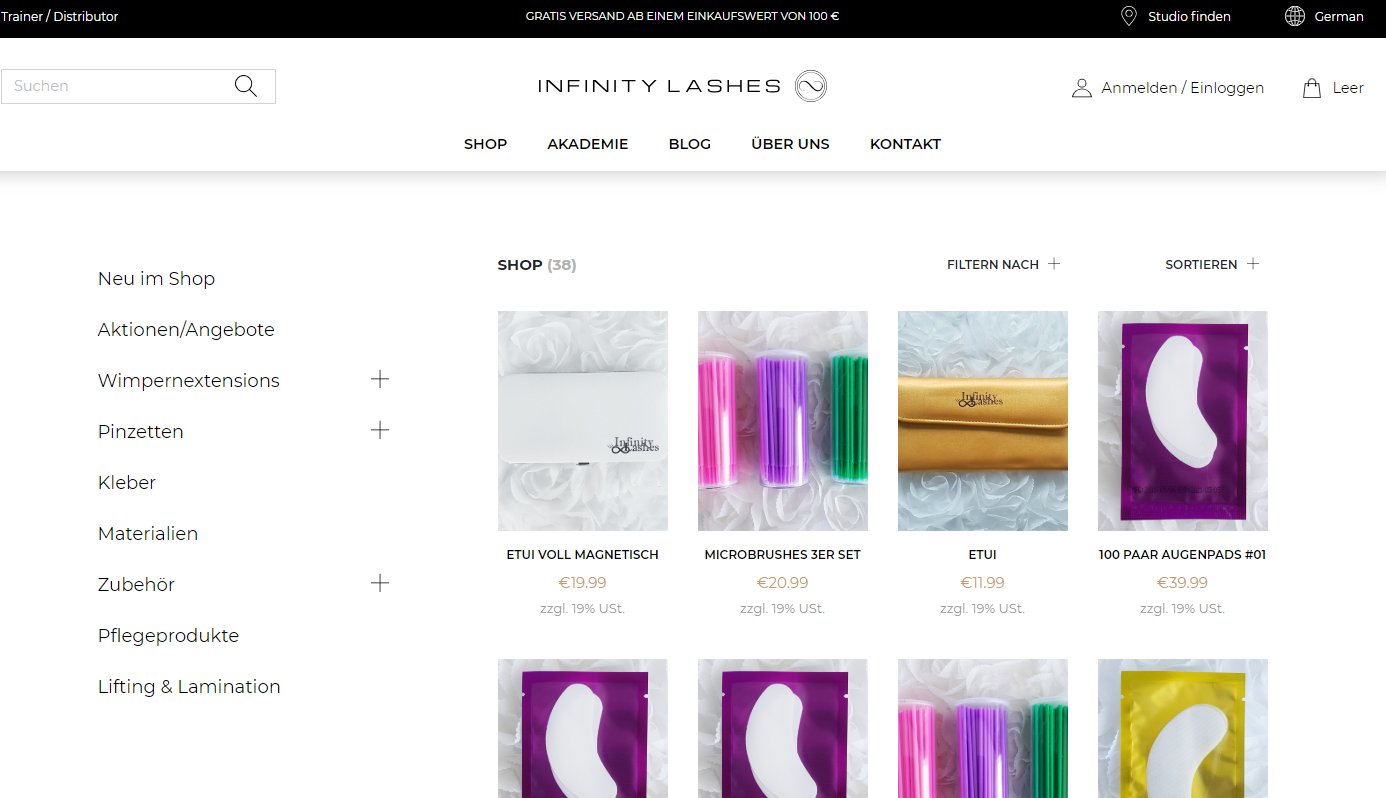 Trainer / Distributor
GRATIS VERSAND AB EINEM EINKAUFSWERT VON 100 €
Studio finden
German
Suchen
INFINITY LASHES
Anmelden / Einloggen
Leer
SHOP
AKADEMIE
BLOG
ÜBER UNS
KONTAKT
Neu im Shop
Aktionen/Angebote
Wimpernextensions
Pinzetten
Kleber
Materialien
Zubehör
Pflegeprodukte
Lifting & Lamination
SHOP (38)
FILTERN NACH
SORTIEREN
Infinity
Lashes
Infinity
Lashes
ETUI VOLL MAGNETISCH
€19.99
zzgl. 19% USt.
MICROBRUSHES 3ER SET
€20.99
zzgl. 19% USt.
ETUI
€11.99
zzgl. 19% USt.
100 PAAR AUGENPADS #01
€39.99
zzgl. 19% USt.